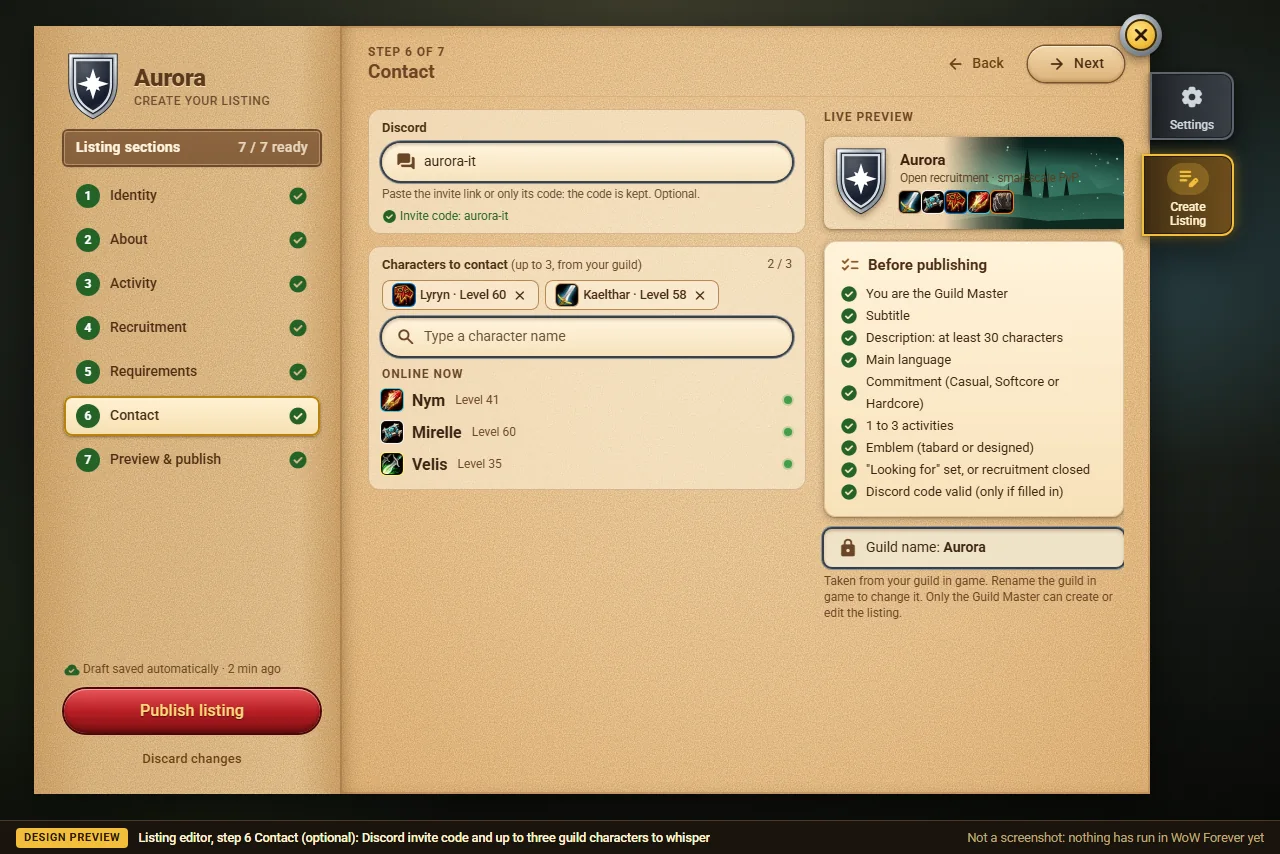 Aurora
CREATE YOUR LISTING
Listing sections 7 / 7 ready
1 Identity
2 About
3 Activity
4 Recruitment
5 Requirements
6 Contact
7 Preview & publish
Draft saved automatically · 2 min ago
Publish listing
Discard changes
STEP 6 OF 7
Contact
Back
Next
Discord
aurora-it
Paste the invite link or only its code: the code is kept. Optional.
Invite code: aurora-it
Characters to contact (up to 3, from your guild) 2 / 3
Lyryn · Level 60
Kaelthar · Level 58
Type a character name
ONLINE NOW
Nym Level 41
Mirelle Level 60
Velis Level 35
LIVE PREVIEW
Aurora
Open recruitment · small-scale PvP
Before publishing
You are the Guild Master
Subtitle
Description: at least 30 characters
Main language
Commitment (Casual, Softcore or
Hardcore)
1 to 3 activities
Emblem (tabard or designed)
"Looking for" set, or recruitment closed
Discord code valid (only if filled in)
Guild name: Aurora
Taken from your guild in game. Rename the guild in
game to change it. Only the Guild Master can create or
edit the listing.
Settings
Create
Listing
DESIGN PREVIEW
Listing editor, step 6 Contact (optional): Discord invite code and up to three guild characters to whisper
Not a screenshot: nothing has run in WoW Forever yet